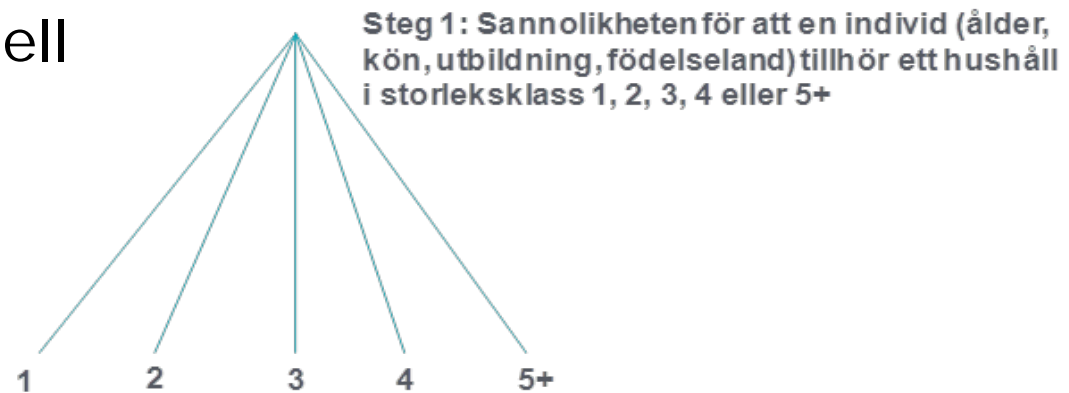 ell
Steg 1: Sannolikheten för att en individ (ålder,
kön, utbildning, födelseland) tillhör ett hushåll
i storleksklass 1, 2, 3, 4 eller 5+
1 2 3 4 5+